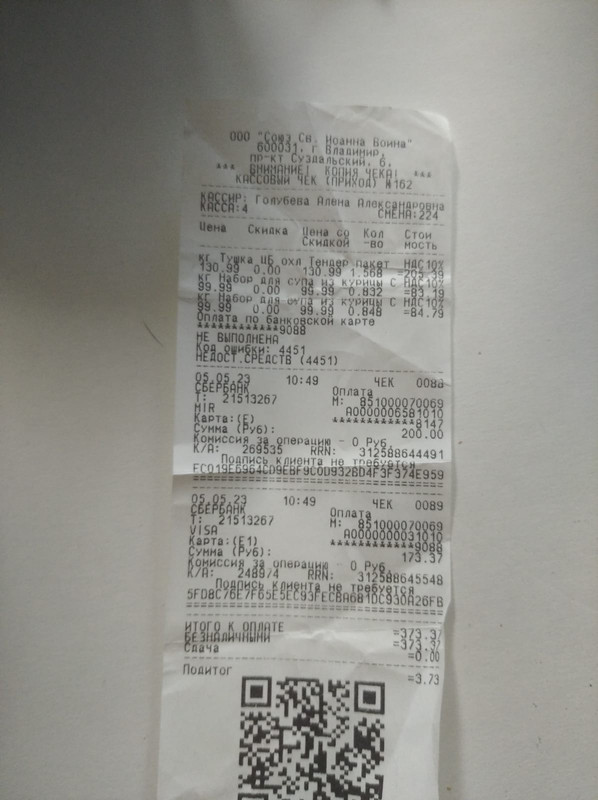 ООО "Союз Св. Иоанна Воина"
600031, г Владимир,
пр-кт Суздальский, 6.
*** ВНИМАНИЕ! КОПИЯ ЧЕКА! ***
КАССОВЫЙ ЧЕК (ПРИХОД) №162
КАССИР: Голубева Алена Александровна
КАССА:4 СМЕНА:224
Цена Скидка Цена со Скидкой Кол-во Стоимость
кг Тушка ЦБ охл Тендер пакет НДС10%
130.99 0.00 130.99 1.568 =205.39
кг Набор для супа из курицы С НДС10%
99.99 0.00 99.99 0.832 =83.19
кг Набор для супа из курицы С НДС10%
99.99 0.00 99.99 0.848 =84.79
Оплата по банковской карте
************9088
НЕ ВЫПОЛНЕНА
Код ошибки: 4451
НЕДОСТ.СРЕДСТВ (4451)
05.05.23 10:49 ЧЕК 0088
СБЕРБАНК Оплата
Т: 21513267 М: 851000070069
MIR A0000006581010
Карта:(E) ************8147
Сумма (Руб): 200.00
Комиссия за операцию - 0 Руб.
К/А: 269535 RRN: 312588644491
Подпись клиента не требуется
FC019E6964CD9EBF9C0D932BD4F3F374E959
====================================
05.05.23 10:49 ЧЕК 0089
СБЕРБАНК Оплата
Т: 21513267 М: 851000070069
VISA A0000000031010
Карта:(E1) ************9088
Сумма (Руб): 173.37
Комиссия за операцию - 0 Руб.
К/А: 248974 RRN: 312588645548
Подпись клиента не требуется
5FD8C76E7F65E5EC93FECBA681DC930A26FB
====================================
ИТОГО К ОПЛАТЕ =373.37
БЕЗНАЛИЧНЫМИ =373.37
Сдача =0.00
Подитог =3.73